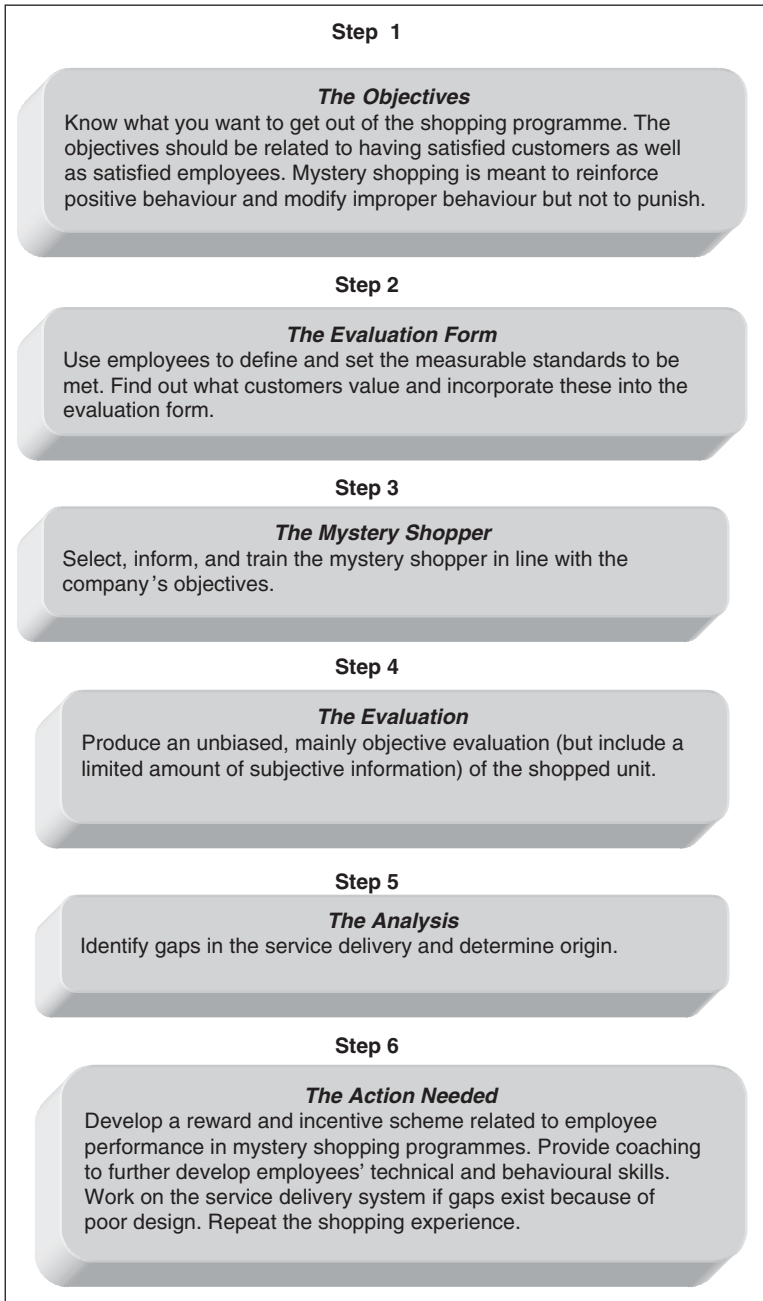 Step 1
The Objectives
Know what you want to get out of the shopping programme. The
objectives should be related to having satisfied customers as well
as satisfied employees. Mystery shopping is meant to reinforce
positive behaviour and modify improper behaviour but not to punish.
Step 2
The Evaluation Form
Use employees to define and set the measurable standards to be
met. Find out what customers value and incorporate these into the
evaluation form.
Step 3
The Mystery Shopper
Select, inform, and train the mystery shopper in line with the
company's objectives.
Step 4
The Evaluation
Produce an unbiased, mainly objective evaluation (but include a
limited amount of subjective information) of the shopped unit.
Step 5
The Analysis
Identify gaps in the service delivery and determine origin.
Step 6
The Action Needed
Develop a reward and incentive scheme related to employee
performance in mystery shopping programmes. Provide coaching
to further develop employees' technical and behavioural skills.
Work on the service delivery system if gaps exist because of
poor design. Repeat the shopping experience.